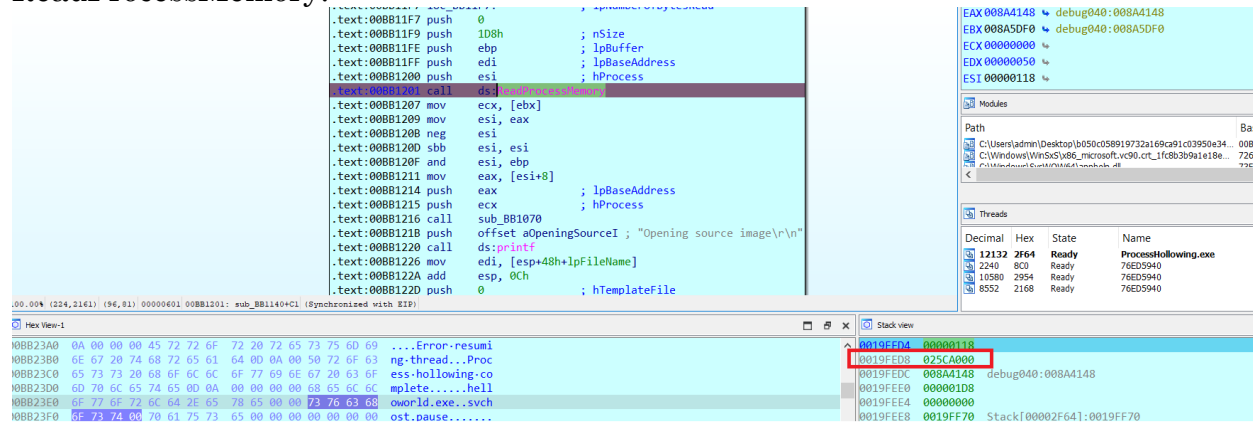 .text:00BB11F7 push 0
.text:00BB11F9 push 1D8h ; nSize
.text:00BB11FE push ebp ; lpBuffer
.text:00BB11FF push edi ; lpBaseAddress
.text:00BB1200 push esi ; hProcess
.text:00BB1201 call ds:ReadProcessMemory
.text:00BB1207 mov ecx, [ebx]
.text:00BB1209 mov esi, eax
.text:00BB120B neg esi
.text:00BB120D sbb esi, esi
.text:00BB120F and esi, ebp
.text:00BB1211 mov eax, [esi+8]
.text:00BB1214 push eax ; lpBaseAddress
.text:00BB1215 push ecx ; hProcess
.text:00BB1216 call sub_BB1070
.text:00BB121B push offset aOpeningSourceI ; "Opening source image\r\n"
.text:00BB1220 call ds:printf
.text:00BB1226 mov edi, [esp+48h+lpFileName]
.text:00BB122A add esp, 0Ch
.text:00BB122D push 0 ; hTemplateFile
.00.00% (224,2161) (96,81) 00000601 00BB1201: sub_BB1140+C1 (Synchronized with EIP)
EAX 008A4148 debug040:008A4148
EBX 008A5DF0 debug040:008A5DF0
ECX 00000000
EDX 00000050
ESI 00000118
Modules
Path Ba
C:\Users\admin\Desktop\b050c058919732a169ca91c03950e34... 00B
C:\Windows\WinSxS\x86_microsoft.vc90.crt_1fc8b3b9a1e18e... 726
Threads
Decimal Hex State Name
12132 2F64 Ready ProcessHollowing.exe
2240 8C0 Ready 76ED5940
10580 2954 Ready 76ED5940
8552 2168 Ready 76ED5940
Hex View-1
00BB23A0 0A 00 00 00 45 72 72 6F 72 20 72 65 73 75 6D 69 ....Error·resumi
00BB23B0 6E 67 20 74 68 72 65 61 64 0D 0A 00 50 72 6F 63 ng·thread...Proc
00BB23C0 65 73 73 20 68 6F 6C 6C 6F 77 69 6E 67 20 63 6F ess·hollowing·co
00BB23D0 6D 70 6C 65 74 65 0D 0A 00 00 00 00 68 65 6C 6C mplete......hell
00BB23E0 6F 77 6F 72 6C 64 2E 65 78 65 00 00 73 76 63 68 oworld.exe..svch
00BB23F0 6F 73 74 00 70 61 75 73 65 00 00 00 00 00 00 00 ost.pause.......
Stack view
0019FED4 00000118
0019FED8 025CA000
0019FEDC 008A4148 debug040:008A4148
0019FEE0 000001D8
0019FEE4 00000000
0019FEE8 0019FF70 Stack[00002F64]:0019FF70